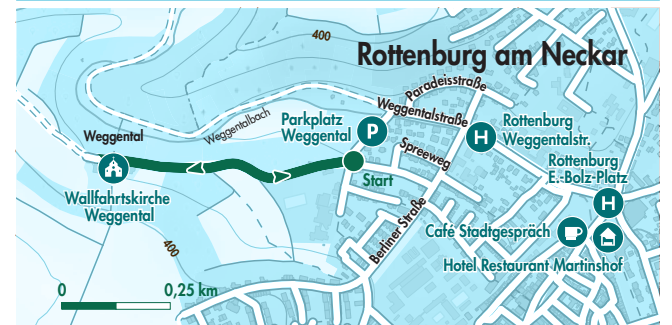 400
Rottenburg am Neckar
Paradeisstraße
Weggentalstraße
Weggentalbach
Parkplatz
Weggental
P
H
Rottenburg
Weggentalstr.
Weggental
Spreeweg
Rottenburg
E.-Bolz-Platz
Start
Wallfahrtskirche
Weggental
H
Berliner Straße
Café Stadtgespräch
400
Hotel Restaurant Martinshof
0
0,25 km